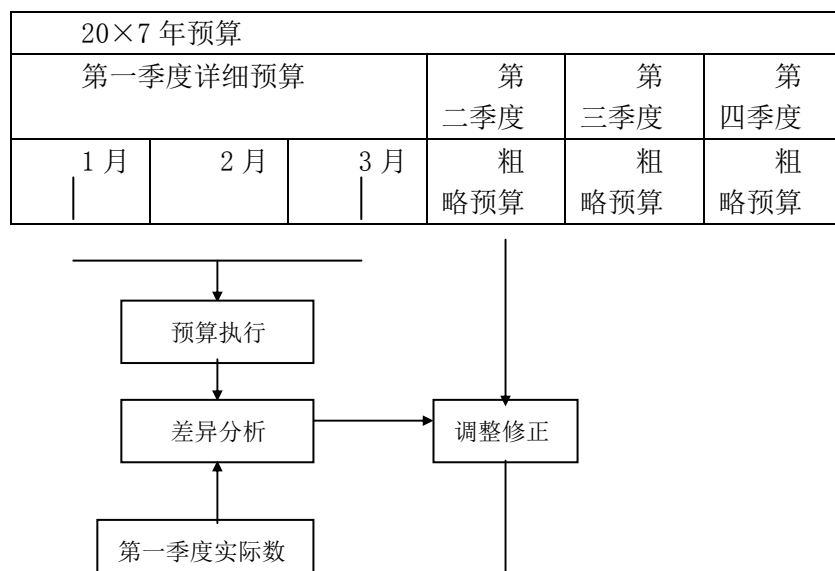 20×7 年预算
第一季度详细预算
第
二季度
第
三季度
第
四季度
1 月
2 月
3 月
粗
略预算
粗
略预算
粗
略预算
预算执行
差异分析
调整修正
第一季度实际数